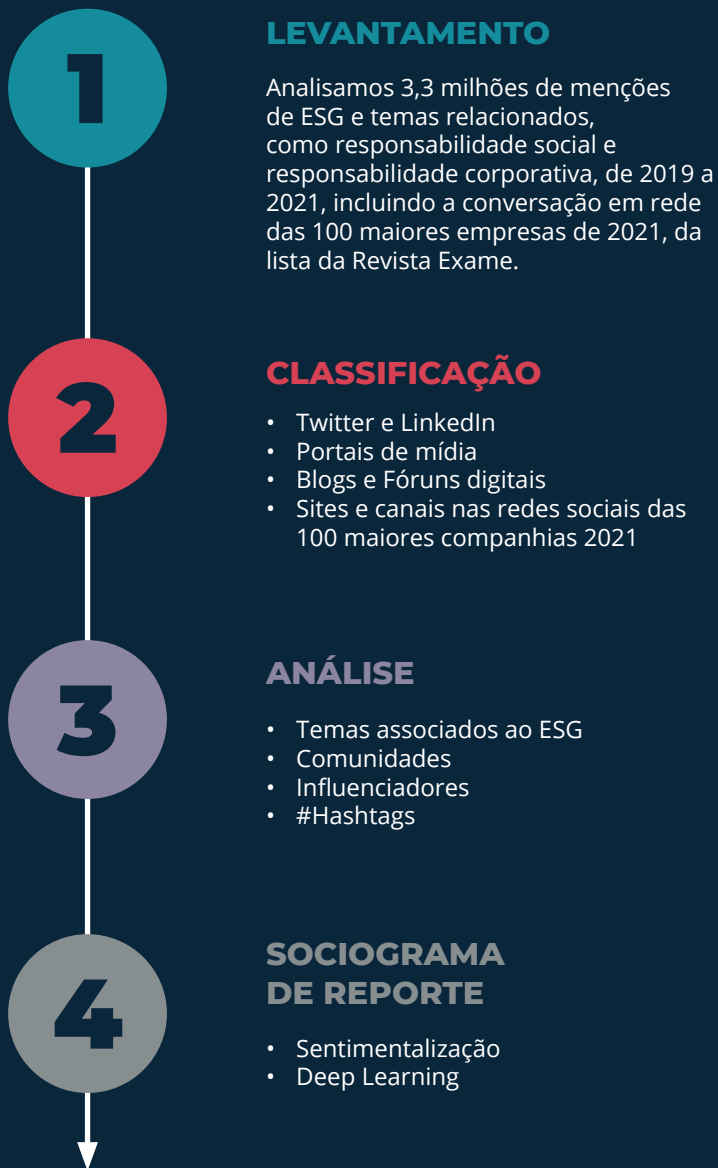 1
LEVANTAMENTO
Analisamos 3,3 milhões de menções
de ESG e temas relacionados,
como responsabilidade social e
responsabilidade corporativa, de 2019 a
2021, incluindo a conversação em rede
das 100 maiores empresas de 2021, da
lista da Revista Exame.
2
CLASSIFICAÇÃO
• Twitter e LinkedIn
• Portais de mídia
• Blogs e Fóruns digitais
• Sites e canais nas redes sociais das
100 maiores companhias 2021
3
ANÁLISE
• Temas associados ao ESG
• Comunidades
• Influenciadores
• #Hashtags
4
SOCIOGRAMA
DE REPORTE
• Sentimentalização
• Deep Learning